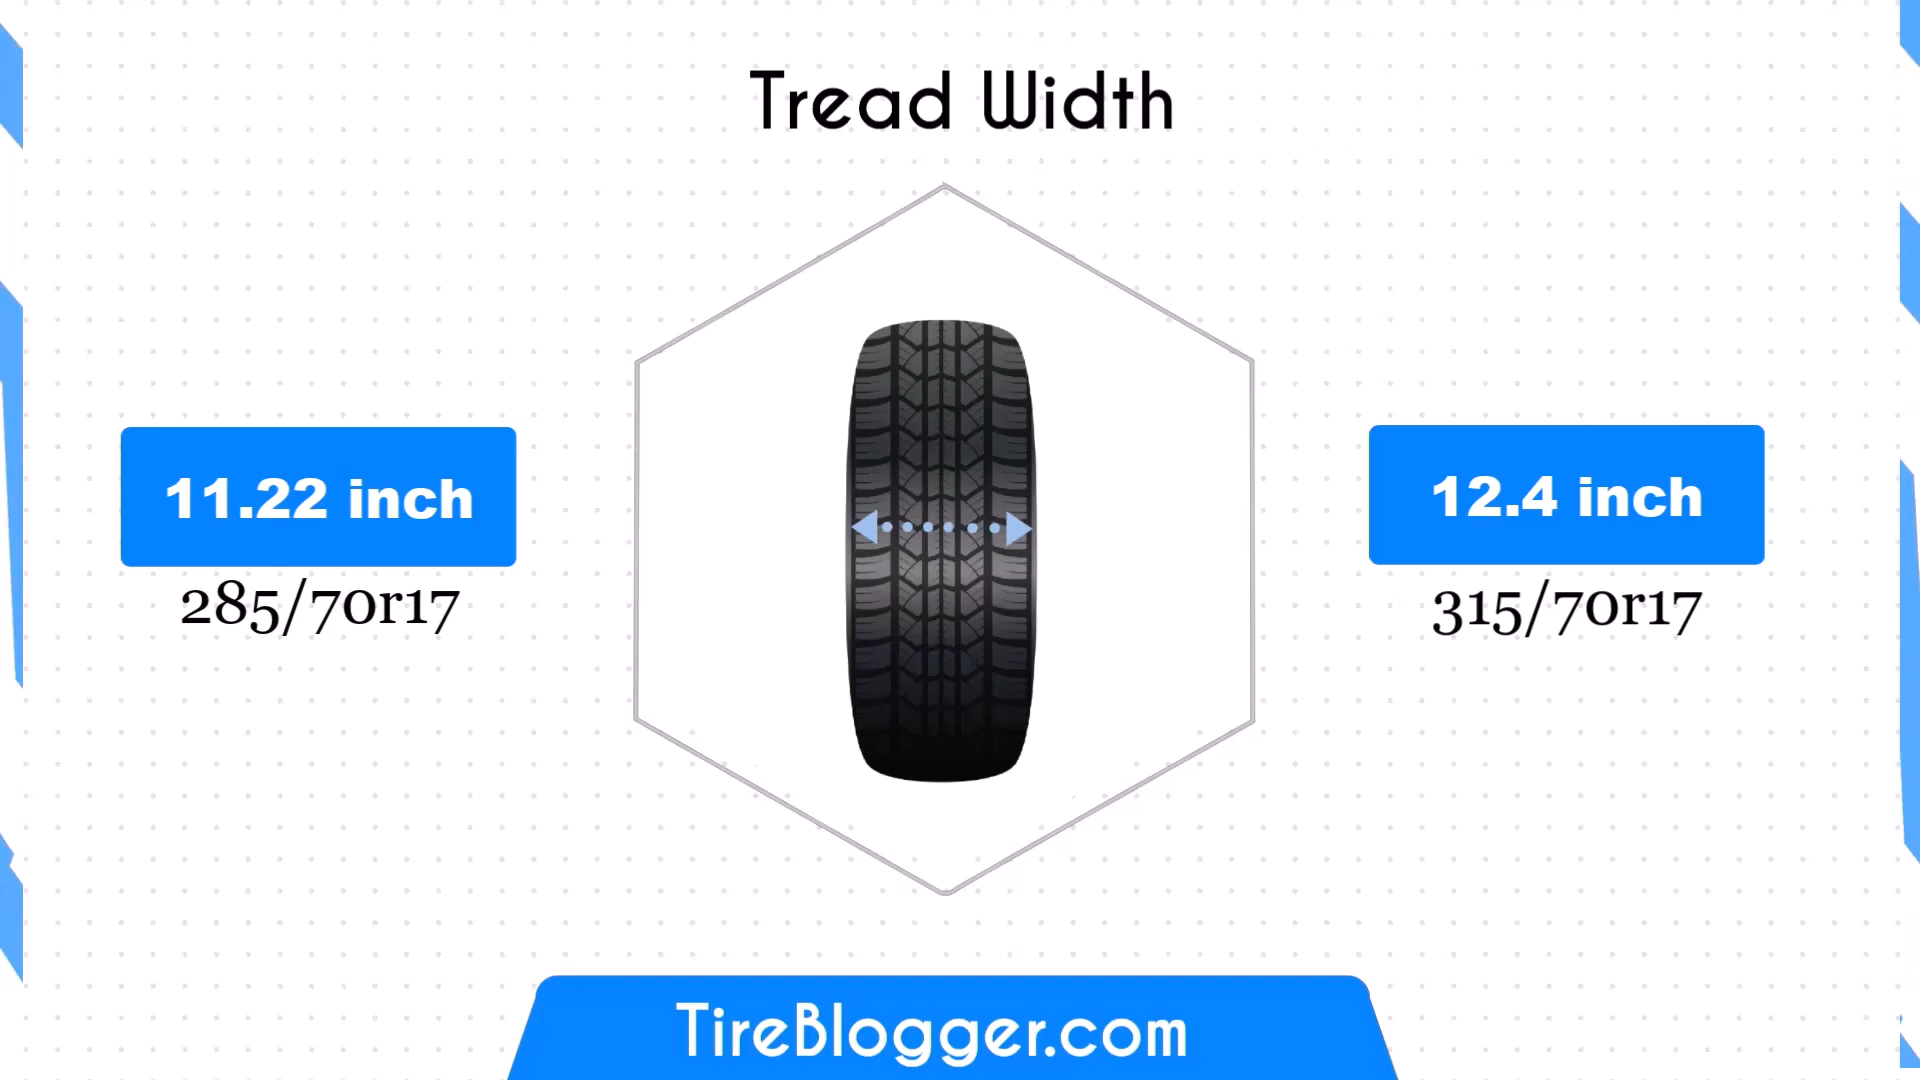 Tread Width
11.22 inch
285/70r17
12.4 inch
315/70r17
TireBlogger.com